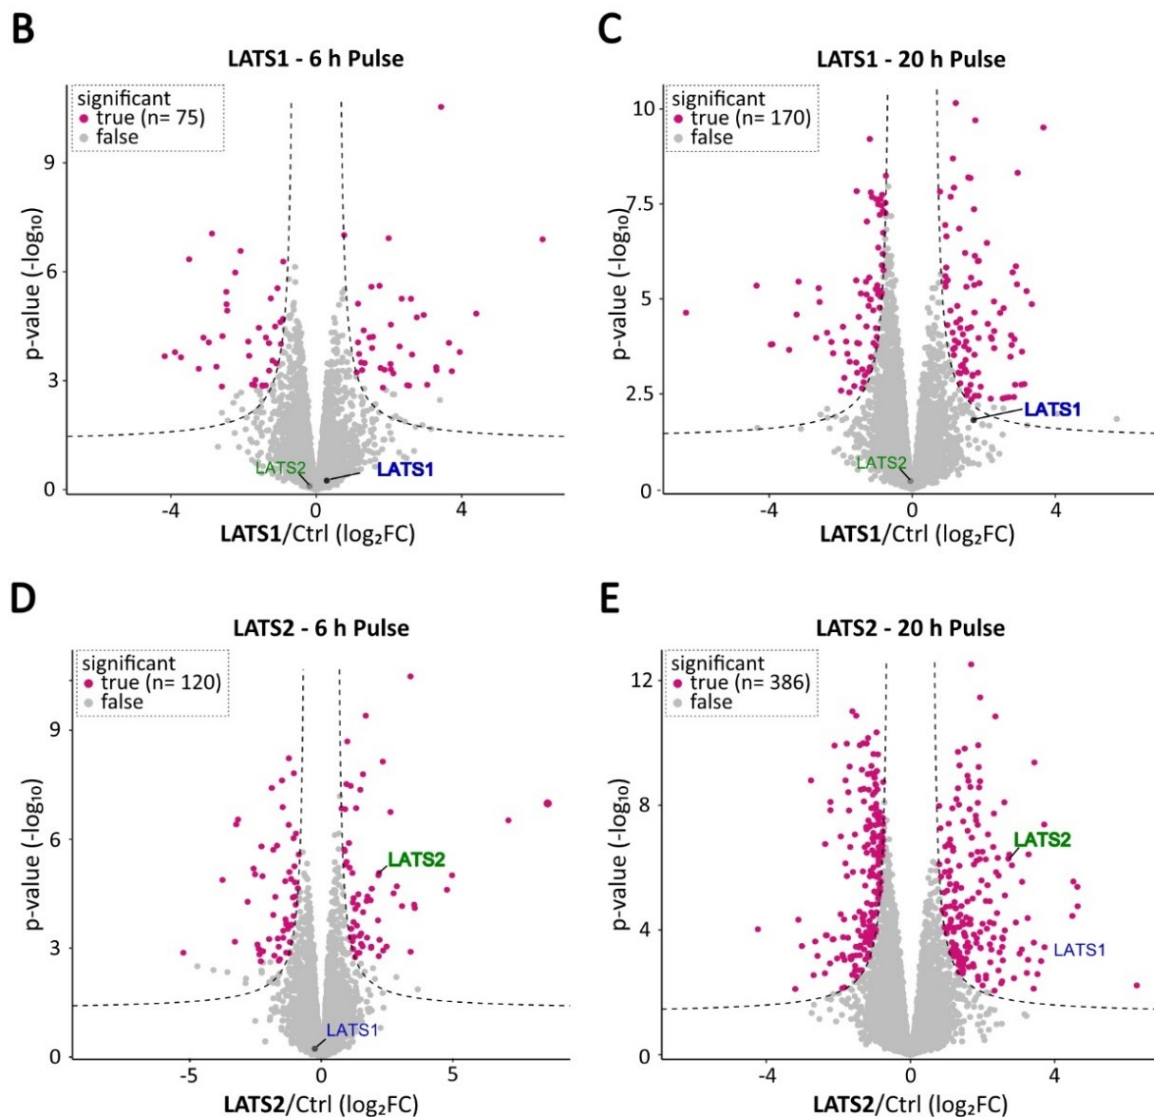 B
LATS1 - 6 h Pulse
significant
true (n= 75)
false
9
6
3
0
p-value (-log₁₀)
LATS2
LATS1
-4
0
4
LATS1/Ctrl (log₂FC)
C
LATS1 - 20 h Pulse
significant
true (n= 170)
false
10
7.5
5
2.5
0
p-value (-log₁₀)
LATS1
LATS2
-4
0
4
LATS1/Ctrl (log₂FC)
D
LATS2 - 6 h Pulse
significant
true (n= 120)
false
9
6
3
0
p-value (-log₁₀)
LATS2
LATS1
-5
0
5
LATS2/Ctrl (log₂FC)
E
LATS2 - 20 h Pulse
significant
true (n= 386)
false
12
8
4
0
p-value (-log₁₀)
LATS2
LATS1
-4
0
4
LATS2/Ctrl (log₂FC)